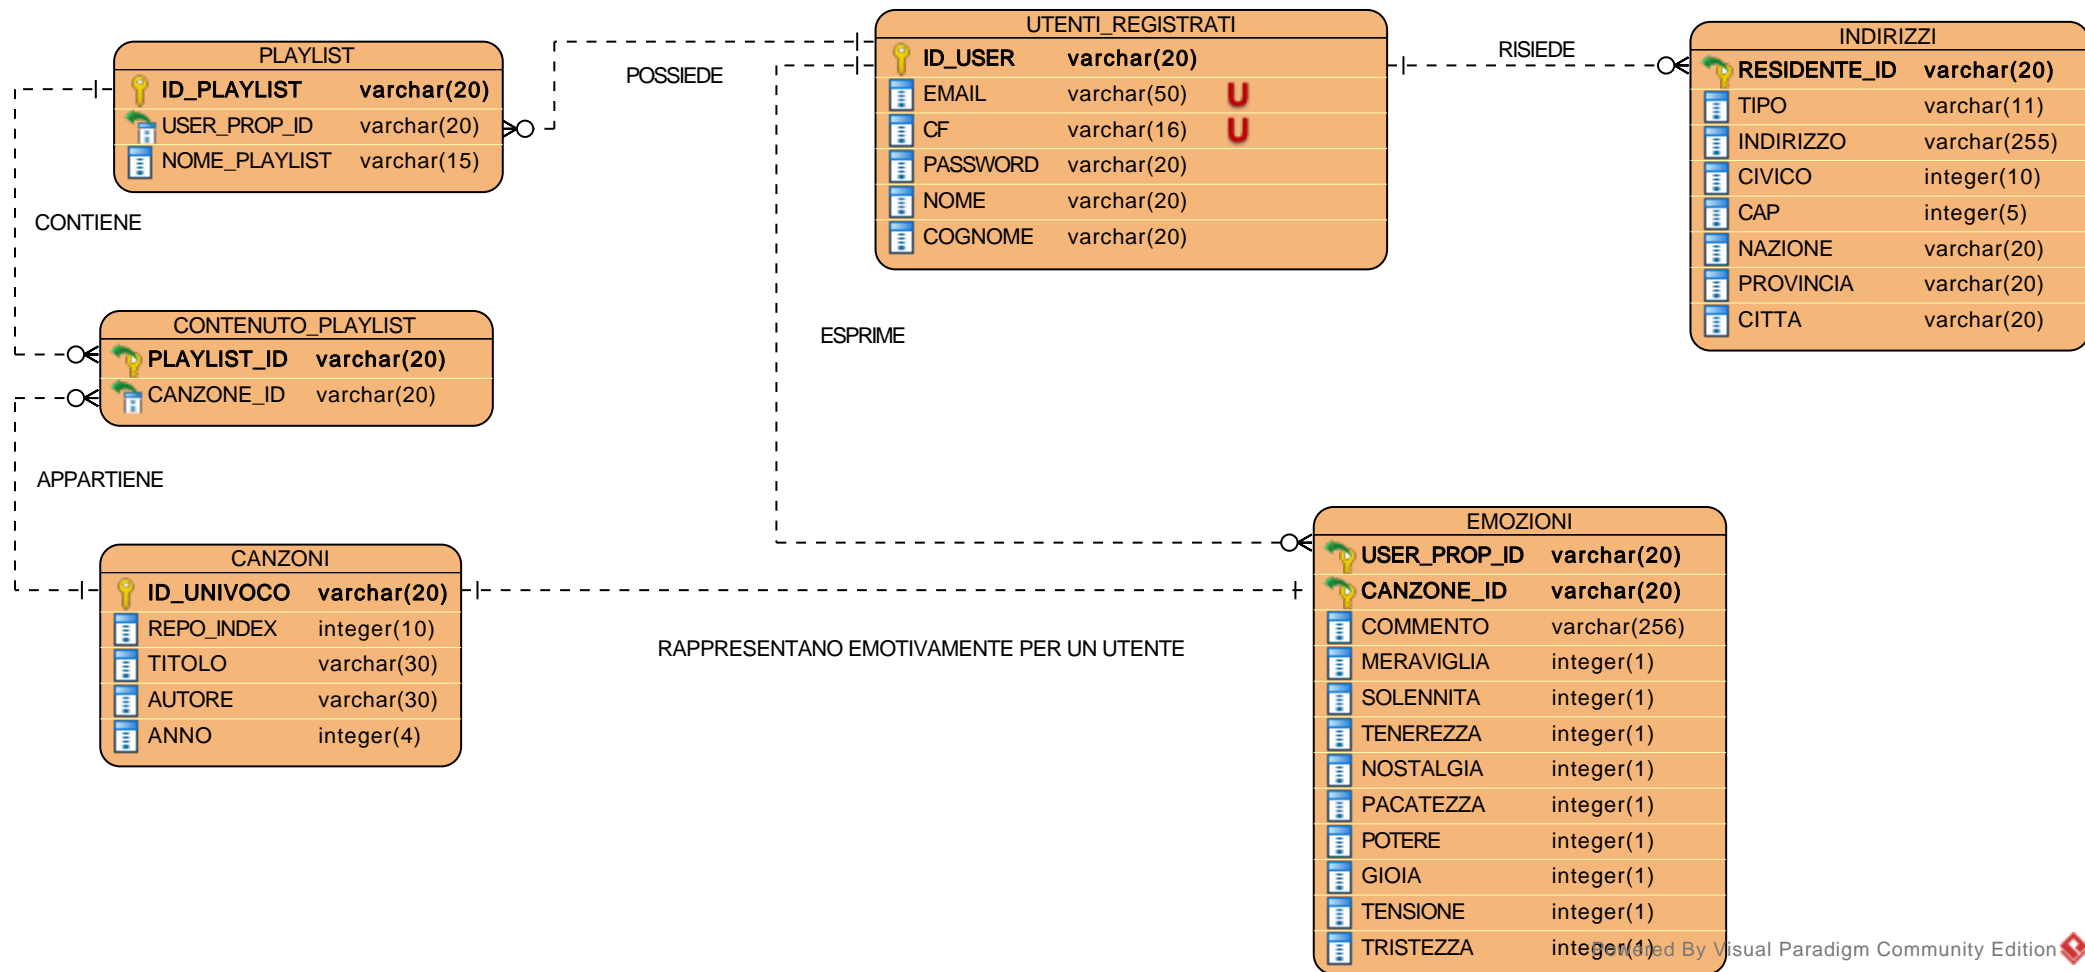 PLAYLIST
ID_PLAYLIST varchar(20)
USER_PROP_ID varchar(20)
NOME_PLAYLIST varchar(15)
POSSIEDE
UTENTI_REGISTRATI
ID_USER varchar(20)
EMAIL varchar(50) U
CF varchar(16) U
PASSWORD varchar(20)
NOME varchar(20)
COGNOME varchar(20)
RISIEDE
INDIRIZZI
RESIDENTE_ID varchar(20)
TIPO varchar(11)
INDIRIZZO varchar(255)
CIVICO integer(10)
CAP integer(5)
NAZIONE varchar(20)
PROVINCIA varchar(20)
CITTA varchar(20)
CONTIENE
CONTENUTO_PLAYLIST
PLAYLIST_ID varchar(20)
CANZONE_ID varchar(20)
ESPRIME
APPARTIENE
CANZONI
ID_UNIVOCO varchar(20)
REPO_INDEX integer(10)
TITOLO varchar(30)
AUTORE varchar(30)
ANNO integer(4)
RAPPRESENTANO EMOTIVAMENTE PER UN UTENTE
EMOZIONI
USER_PROP_ID varchar(20)
CANZONE_ID varchar(20)
COMMENTO varchar(256)
MERAVIGLIA integer(1)
SOLENNITA integer(1)
TENEREZZA integer(1)
NOSTALGIA integer(1)
PACATEZZA integer(1)
POTERE integer(1)
GIOIA integer(1)
TENSIONE integer(1)
TRISTEZZA integer(1)
Powered By Visual Paradigm Community Edition